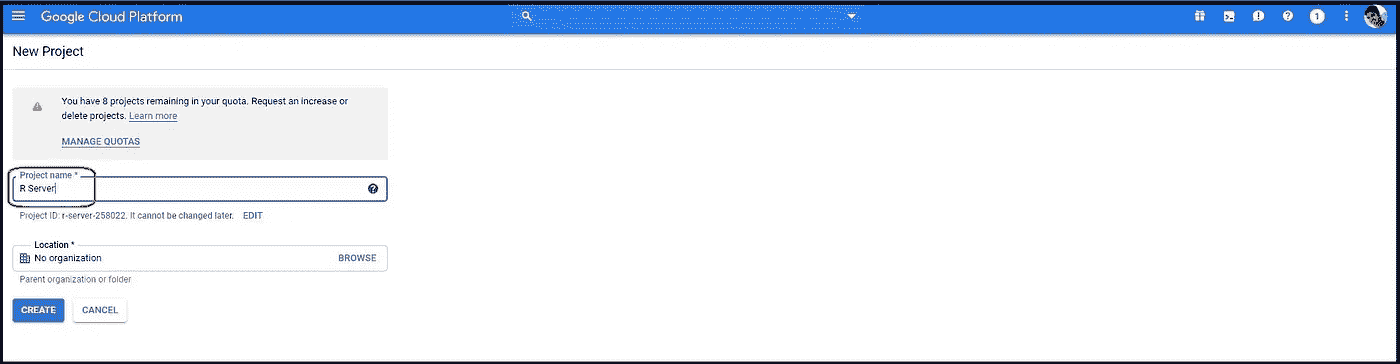 Google Cloud Platform
1
New Project
You have 8 projects remaining in your quota. Request an increase or
delete projects. Learn more
MANAGE QUOTAS
Project name *
R Server
Project ID: r-server-258022. It cannot be changed later. EDIT
Location *
No organization BROWSE
Parent organization or folder
CREATE CANCEL